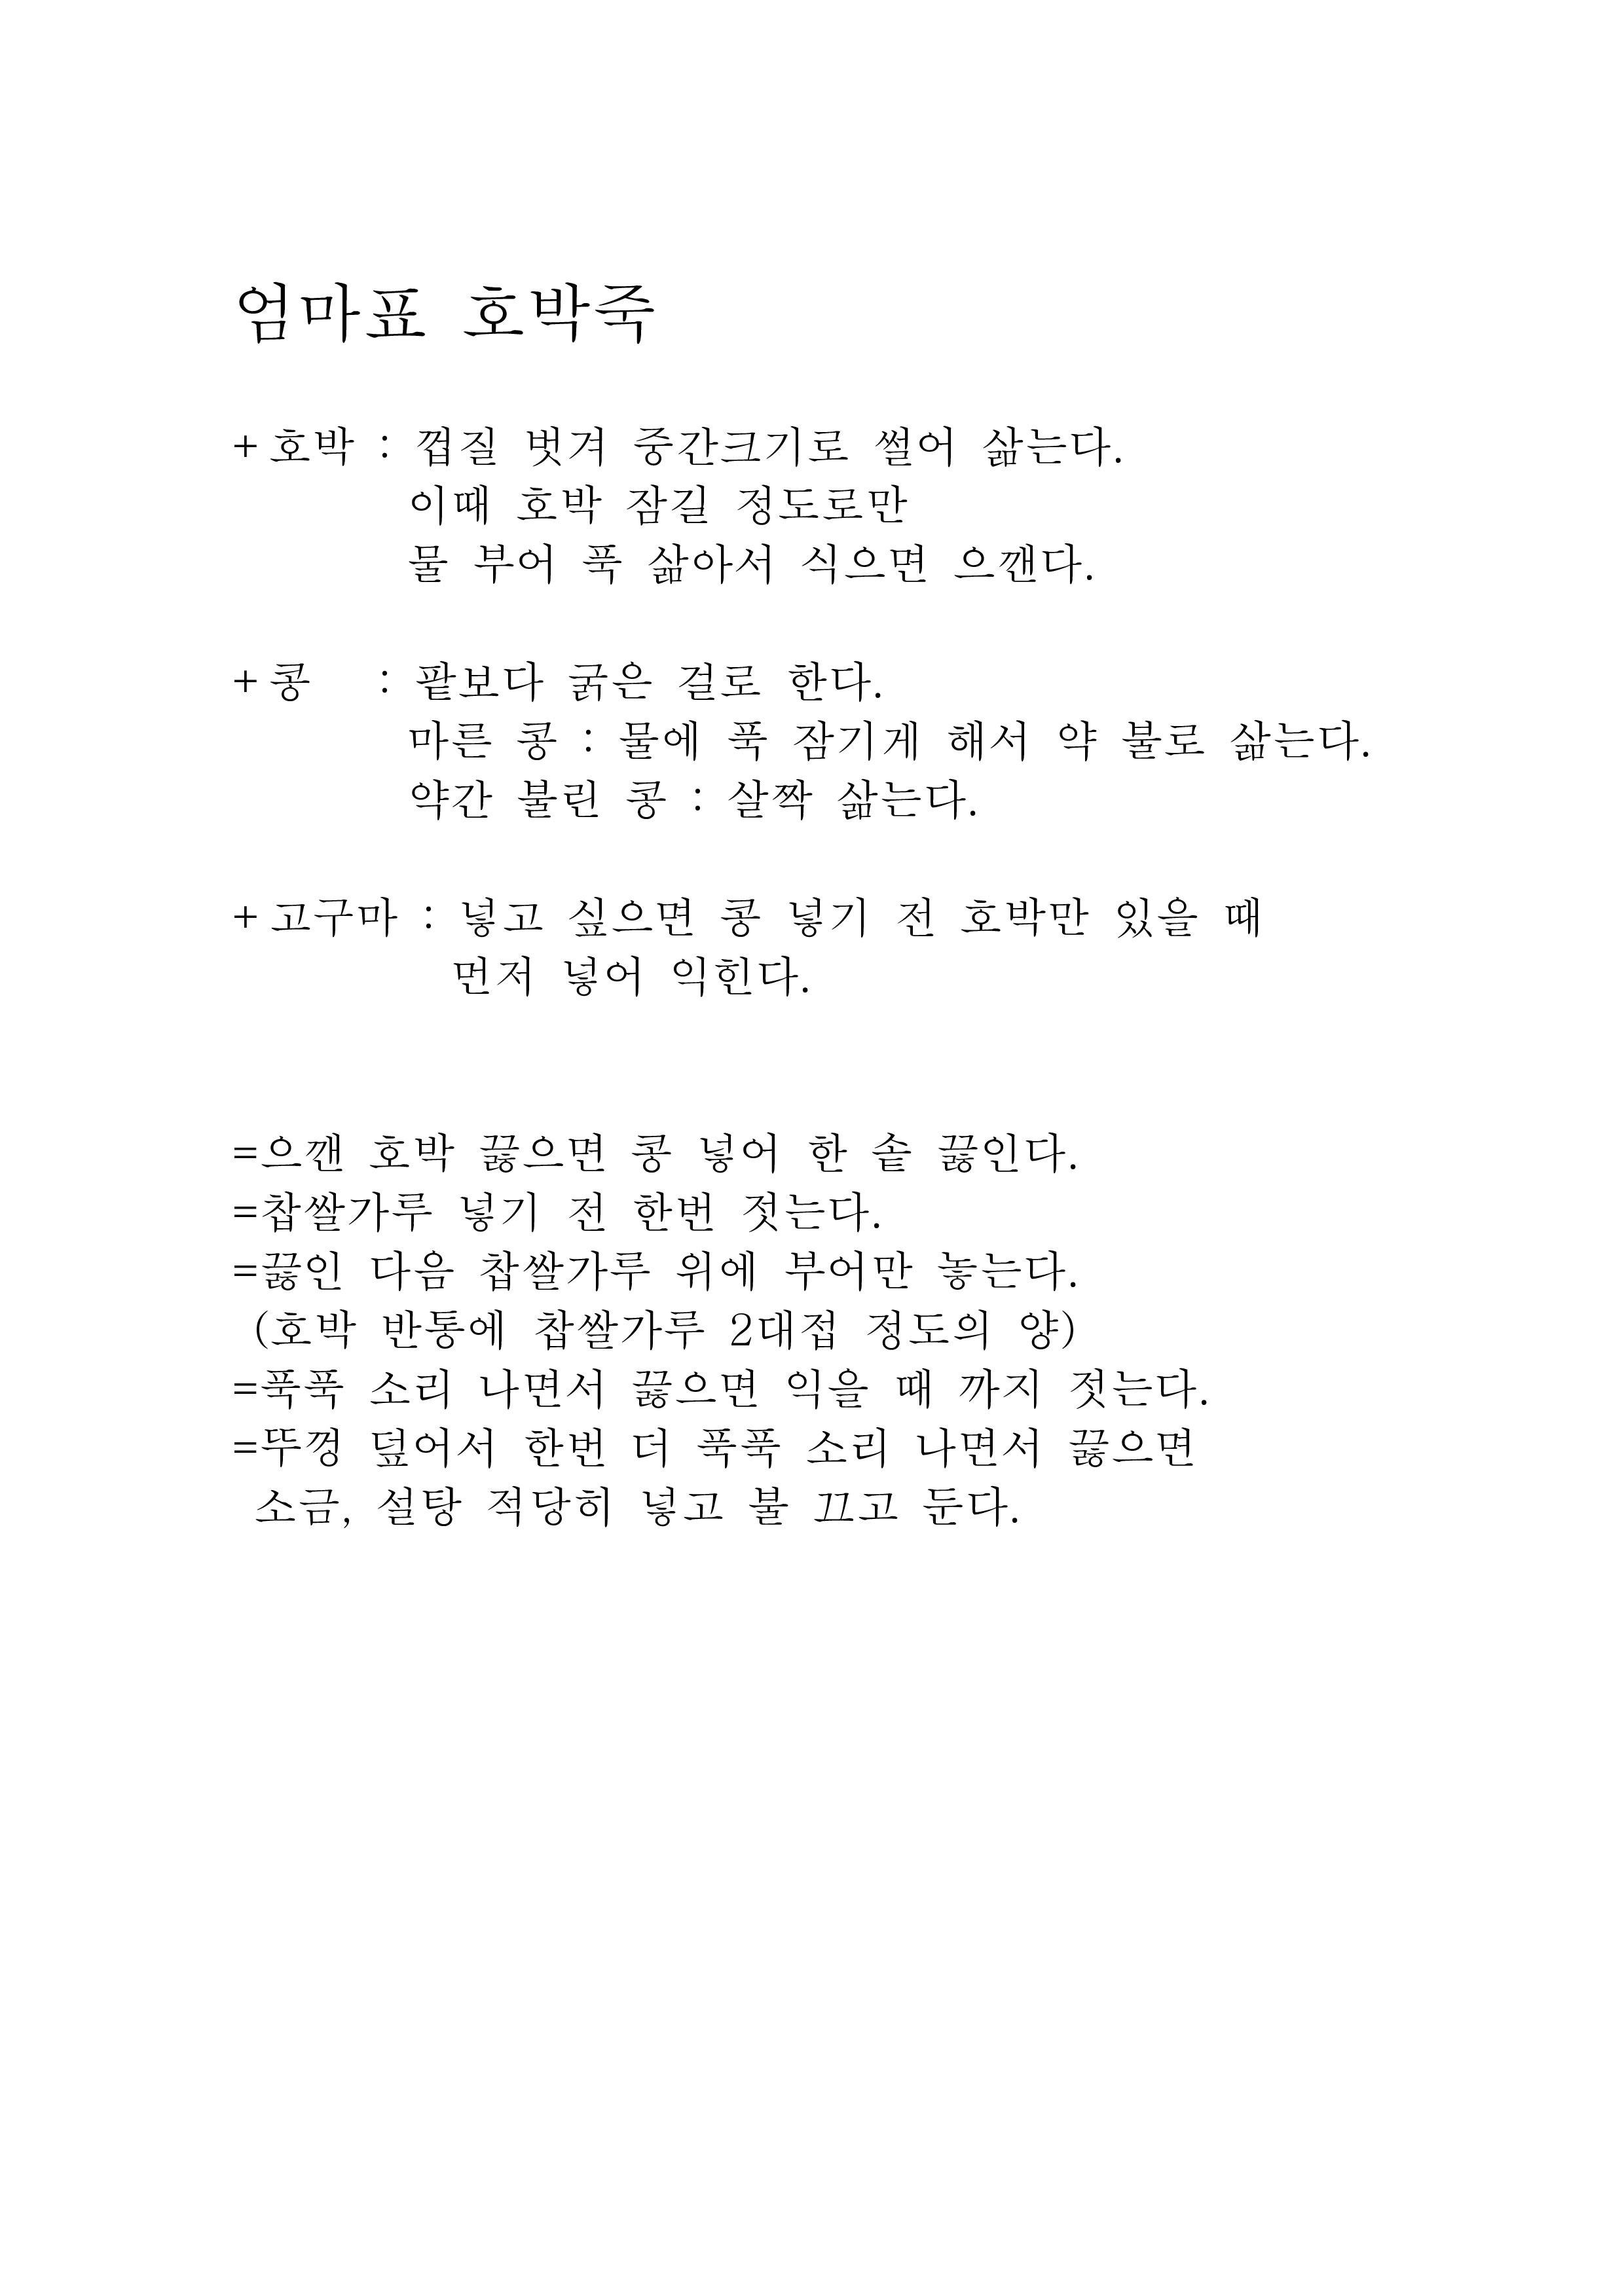 엄마표 호박죽
+ 호박 : 껍질 벗겨 중간크기로 썰어 삶는다.
이때 호박 잠길 정도로만
물 부어 푹 삶아서 식으면 으깬다.
+ 콩 : 팥보다 굵은 걸로 한다.
마른 콩 : 물에 푹 잠기게 해서 약 불로 삶는다.
약간 불린 콩 : 살짝 삶는다.
+ 고구마 : 넣고 싶으면 콩 넣기 전 호박만 있을 때
먼저 넣어 익힌다.
=으깬 호박 끓으면 콩 넣어 한 솥 끓인다.
=찹쌀가루 넣기 전 한번 젓는다.
=끓인 다음 찹쌀가루 위에 부어만 놓는다.
(호박 반통에 찹쌀가루 2대접 정도의 양)
=푹푹 소리 나면서 끓으면 익을 때 까지 젓는다.
=뚜껑 덮어서 한번 더 푹푹 소리 나면서 끓으면
소금, 설탕 적당히 넣고 불 끄고 둔다.